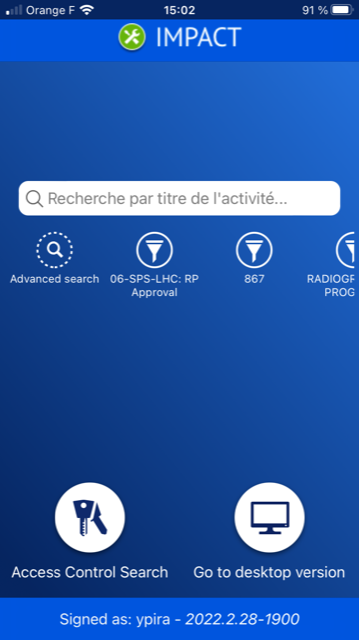 Orange F 15:02 91 %
IMPACT
Recherche par titre de l'activité...
Advanced search
06-SPS-LHC: RP
Approval
867
RADIOGR
PROG
Access Control Search
Go to desktop version
Signed as: ypira - 2022.2.28-1900